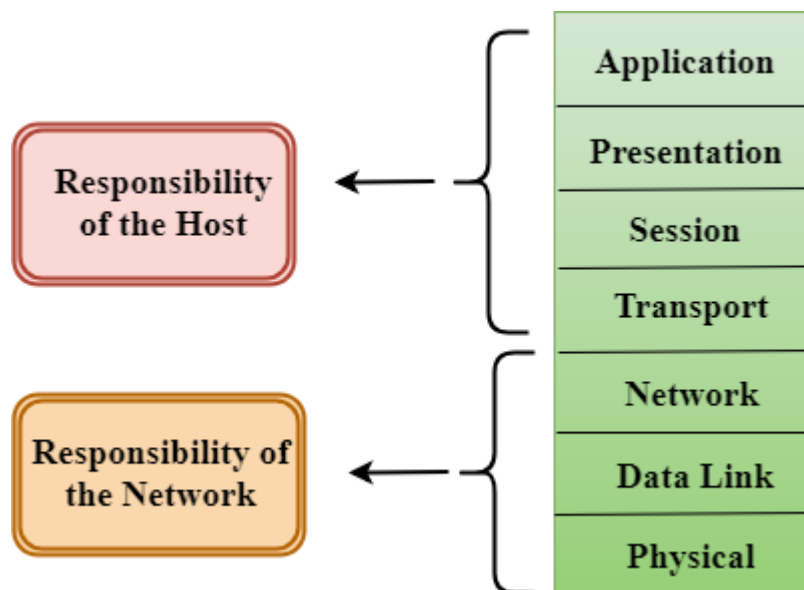 Responsibility
of the Host
Responsibility of
the Network
Application
Presentation
Session
Transport
Network
Data Link
Physical